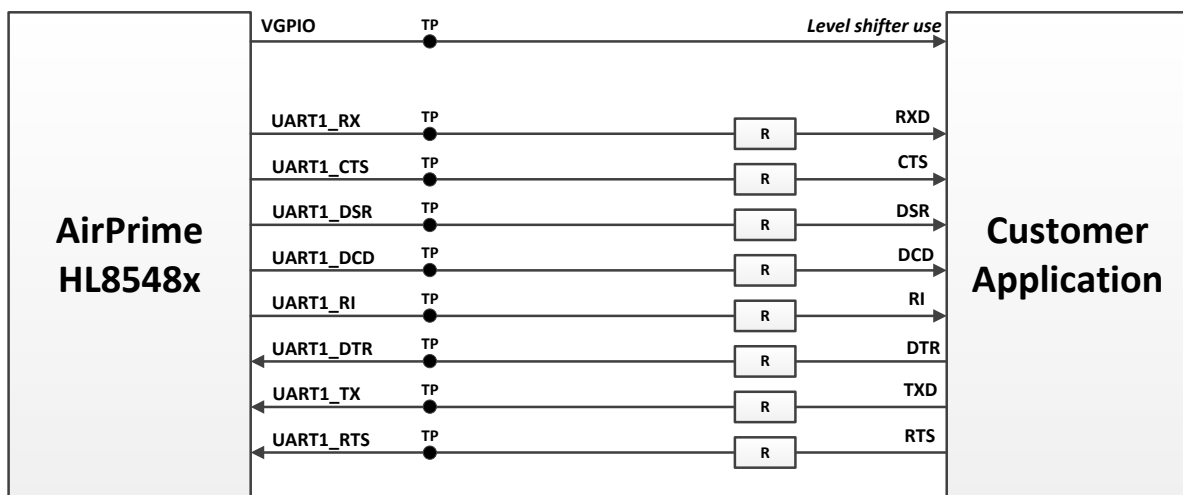 VGPIO TP Level shifter use
UART1_RX TP R RXD
UART1_CTS TP R CTS
UART1_DSR TP R DSR
UART1_DCD TP R DCD
UART1_RI TP R RI
UART1_DTR TP R DTR
UART1_TX TP R TXD
UART1_RTS TP R RTS
AirPrime
HL8548x
Customer
Application